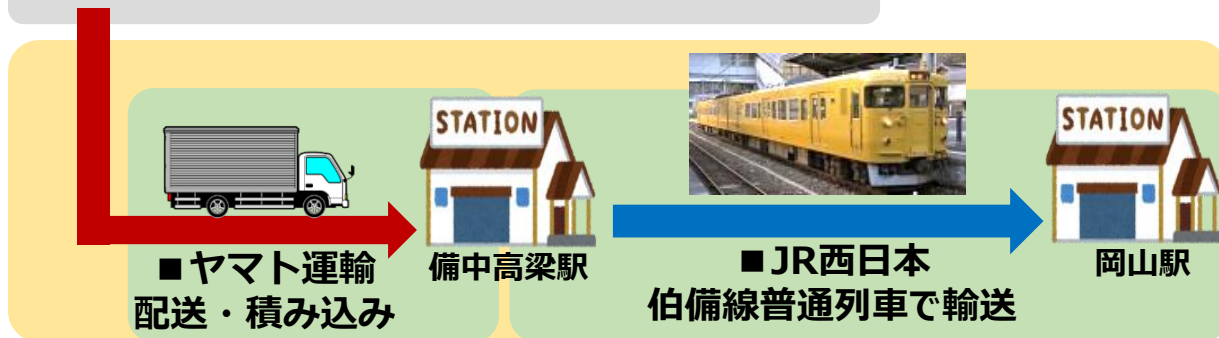 STATION
STATION
■ヤマト運輸
配送・積み込み
備中高梁駅
■JR西日本
伯備線普通列車で輸送
岡山駅